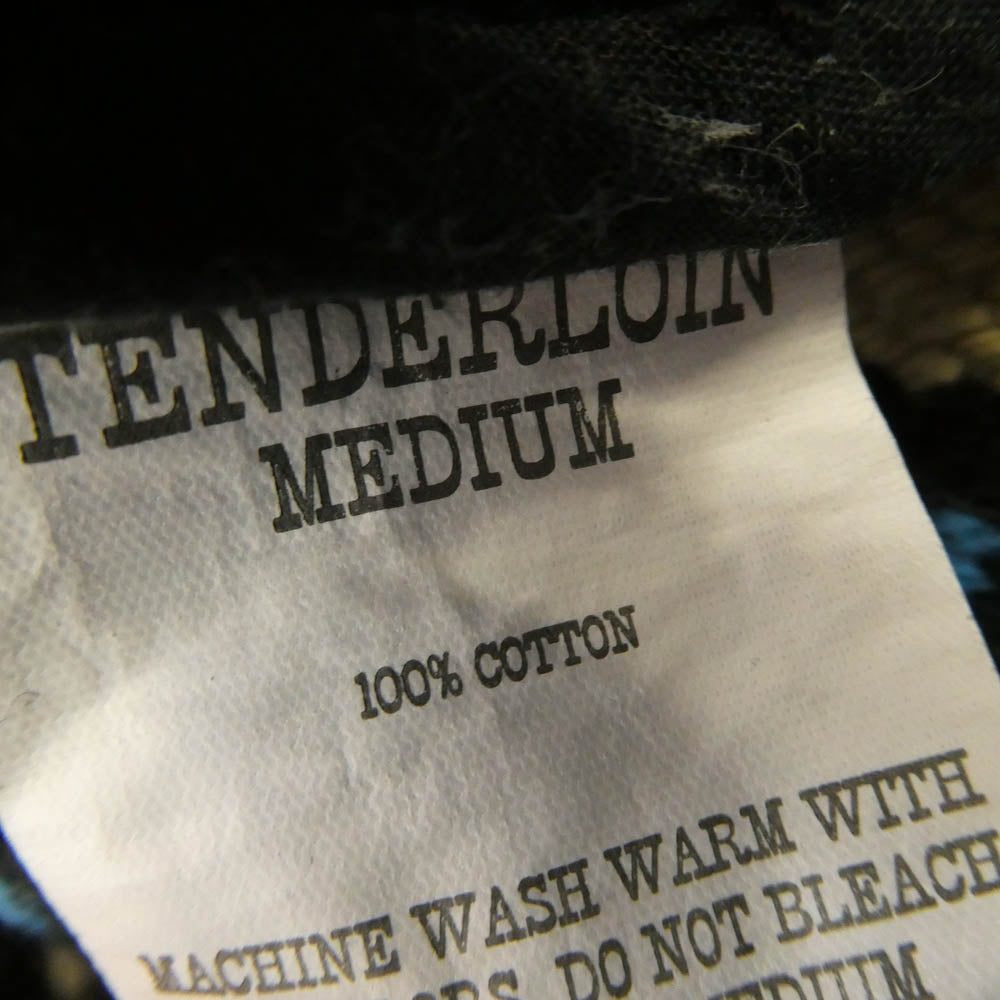 TENDERLOIN
MEDIUM
100% COTTON
MACHINE WASH WARM WITH
DO NOT BLEACH